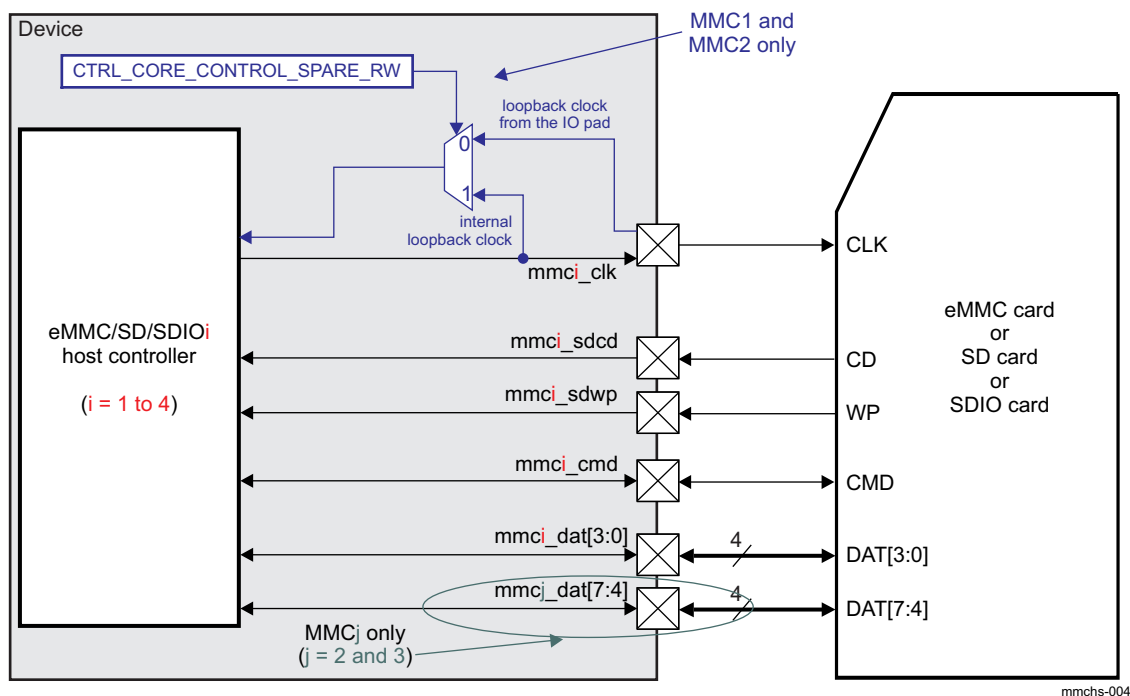 Device
MMC1 and
MMC2 only
CTRL_CORE_CONTROL_SPARE_RW
loopback clock
from the IO pad
0
1
internal
loopback clock
mmci_clk
CLK
eMMC/SD/SDIOi
host controller
(i = 1 to 4)
eMMC card
or
SD card
or
SDIO card
mmci_sdcd
CD
mmci_sdwp
WP
mmci_cmd
CMD
mmci_dat[3:0]
4
DAT[3:0]
mmcj_dat[7:4]
4
DAT[7:4]
MMCj only
(j = 2 and 3)
mmchs-004